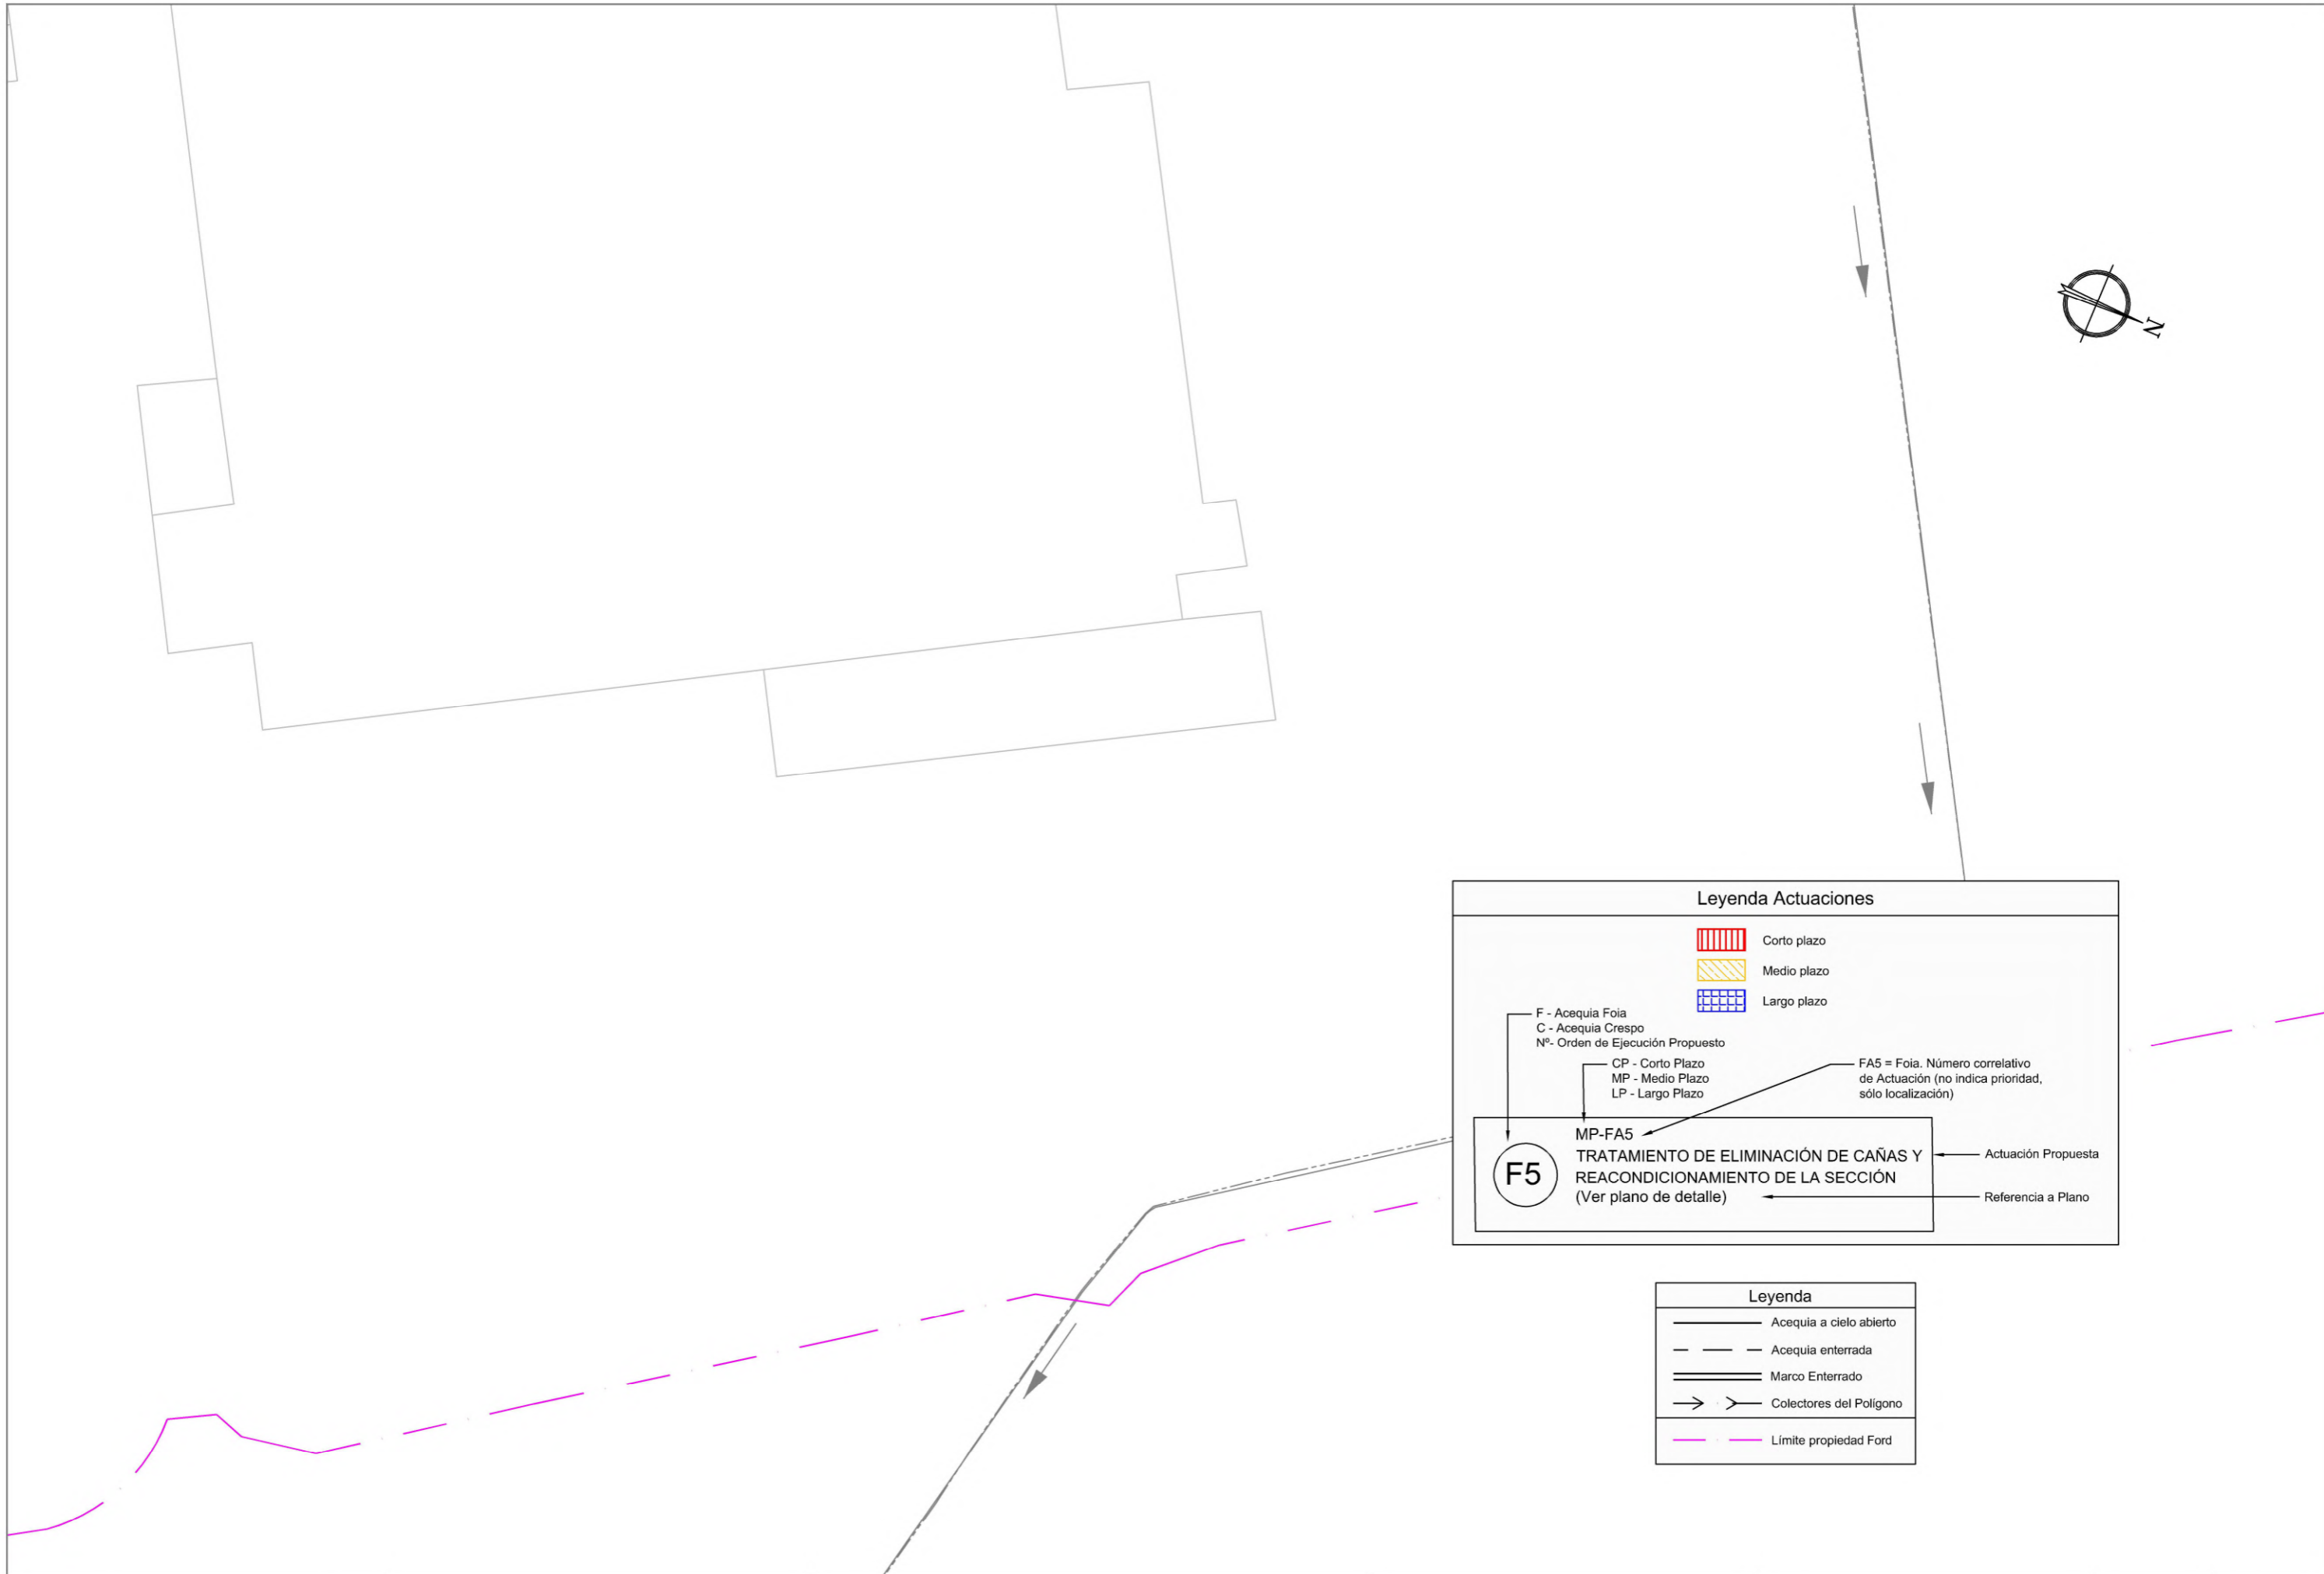 N
Leyenda Actuaciones
Corto plazo
Medio plazo
Largo plazo
F - Acequia Foia
C - Acequia Crespo
Nº- Orden de Ejecución Propuesto
CP - Corto Plazo
MP - Medio Plazo
LP - Largo Plazo
FA5 = Foia. Número correlativo
de Actuación (no indica prioridad,
sólo localización)
MP-FA5
F5
TRATAMIENTO DE ELIMINACIÓN DE CAÑAS Y
REACONDICIONAMIENTO DE LA SECCIÓN
(Ver plano de detalle)
Actuación Propuesta
Referencia a Plano
Leyenda
Acequia a cielo abierto
Acequia enterrada
Marco Enterrado
Colectores del Polígono
Límite propiedad Ford